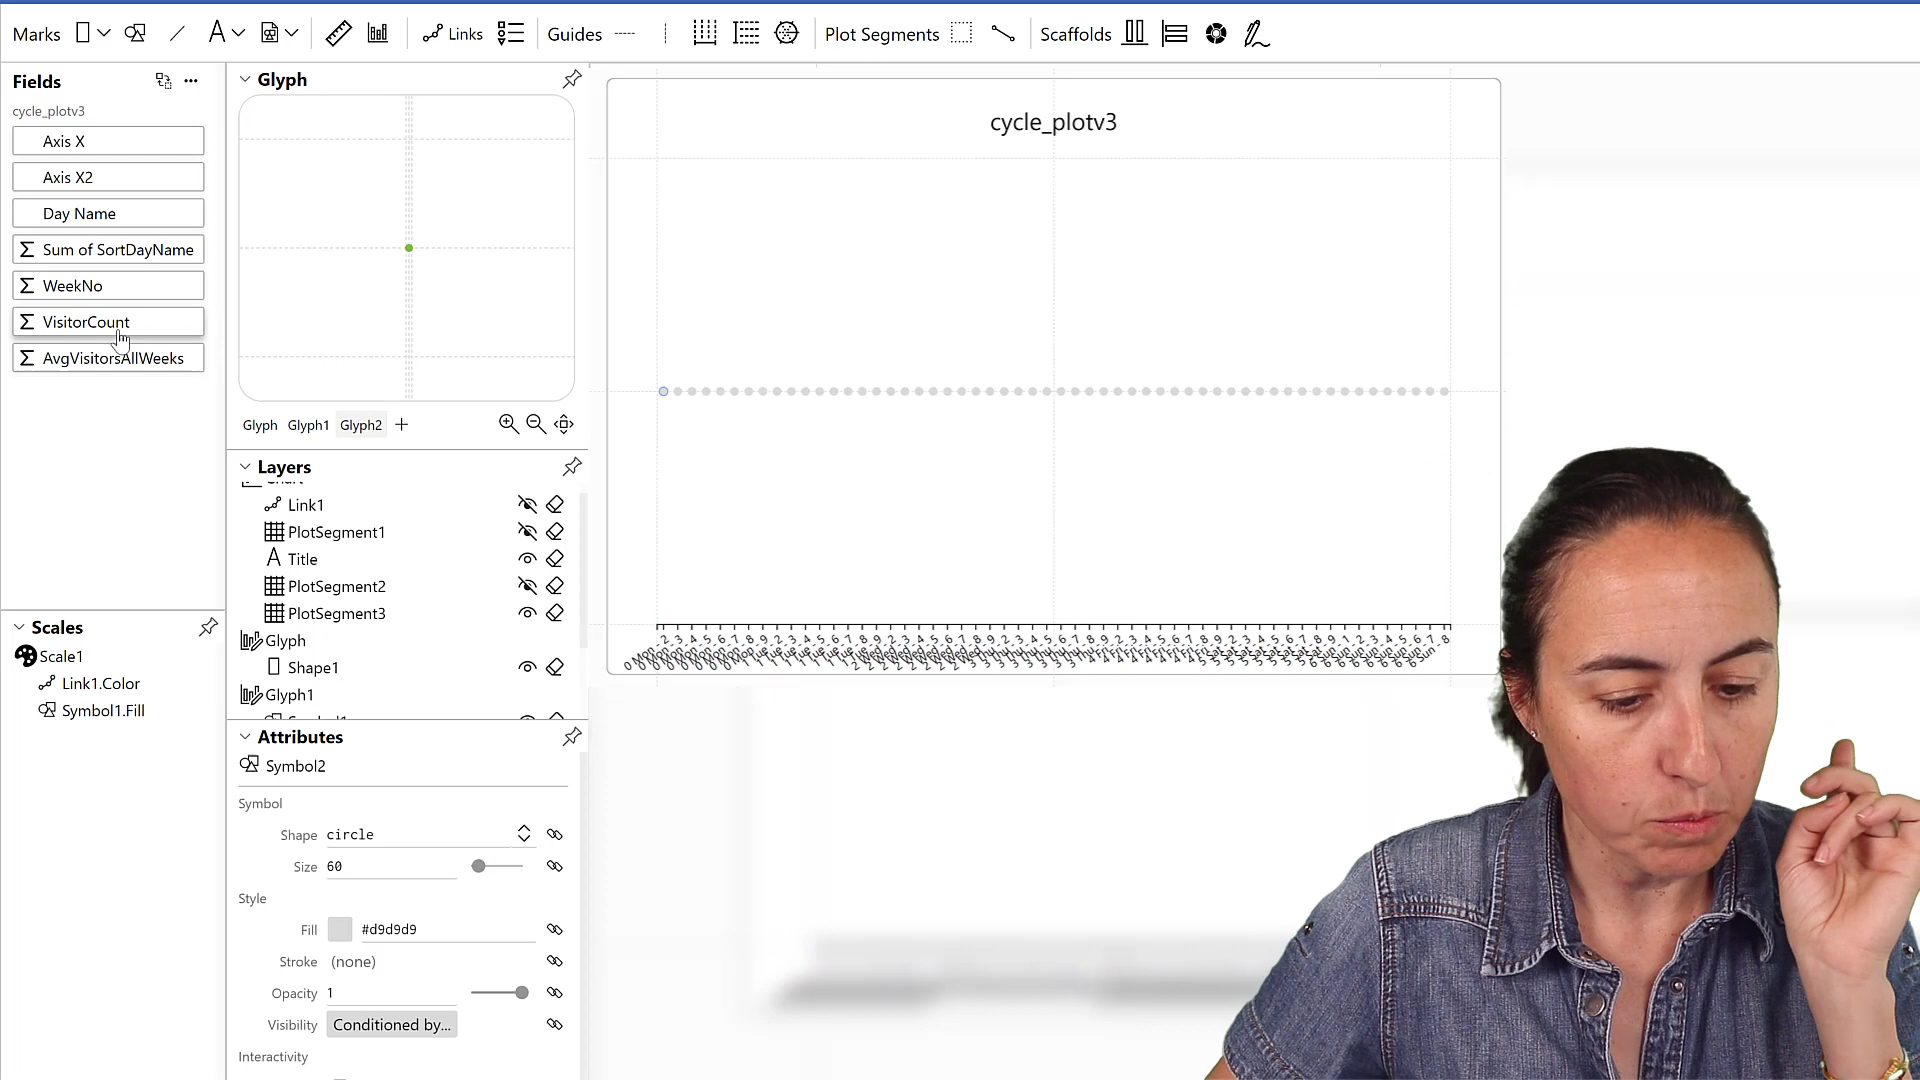 Marks
Links
Guides
Plot Segments
Scaffolds
Fields
cycle_plotv3
Axis X
Axis X2
Day Name
Sum of SortDayName
WeekNo
VisitorCount
AvgVisitorsAllWeeks
Scales
Scale1
Link1.Color
Symbol1.Fill
Glyph
Glyph Glyph1 Glyph2
Layers
Link1
PlotSegment1
Title
PlotSegment2
PlotSegment3
Glyph
Shape1
Glyph1
Attributes
Symbol2
Symbol
Shape circle
Size 60
Style
Fill #d9d9d9
Stroke (none)
Opacity 1
Visibility Conditioned by...
Interactivity
cycle_plotv3